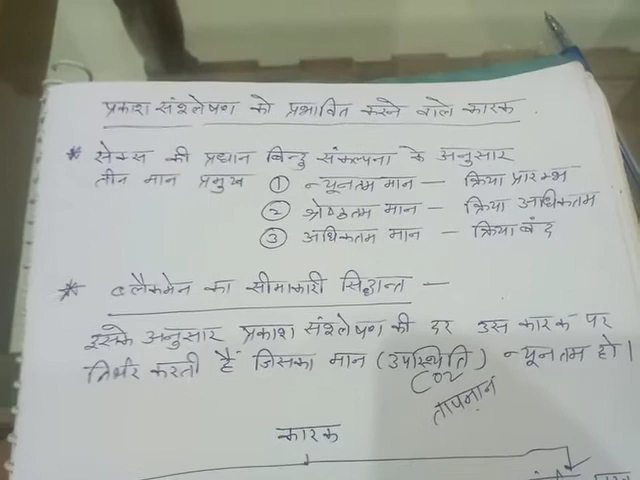 प्रकाश संश्लेषण को प्रभावित करने वाले कारक
* सेक्स की प्रधान बिन्दु संकल्पना के अनुसार
तीन मान प्रमुख ① न्यूनतम मान — क्रिया प्रारम्भ
② श्रेष्ठतम मान — क्रिया अधिकतम
③ अधिकतम मान — क्रिया बंद
* ब्लैकमेन का सीमाकारी सिद्धान्त —
इसके अनुसार प्रकाश संश्लेषण की दर उस कारक पर
निर्भर करती हैं जिसका मान (उपस्थिति) न्यूनतम हो।
CO2
तापमान
कारक